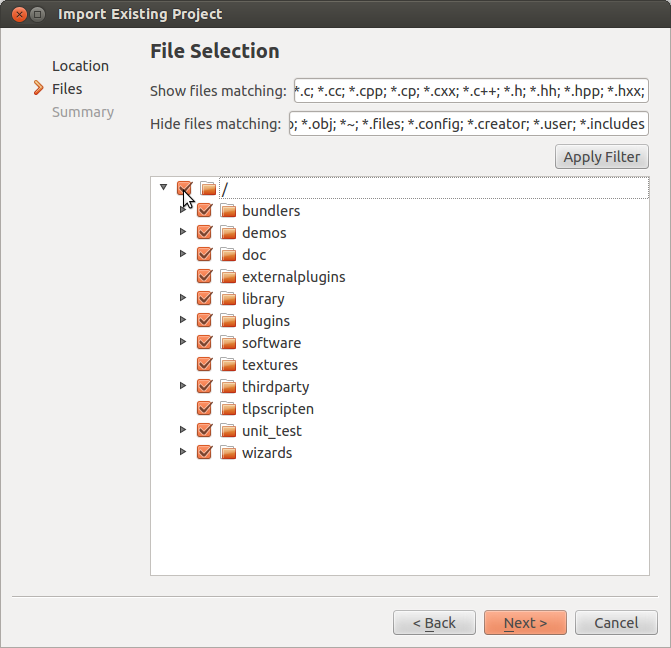 Import Existing Project
Location
Files
Summary
File Selection
Show files matching: *.c; *.cc; *.cpp; *.cp; *.cxx; *.c++; *.h; *.hh; *.hpp; *.hxx;
Hide files matching: ; *.obj; *~; *.files; *.config; *.creator; *.user; *.includes
Apply Filter
/
bundlers
demos
doc
externalplugins
library
plugins
software
textures
thirdparty
tlpscripten
unit_test
wizards
< Back
Next >
Cancel